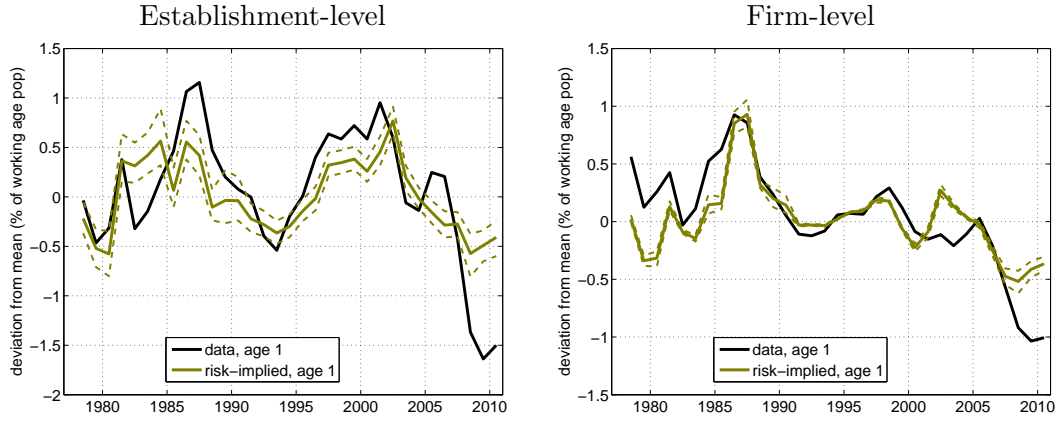 Establishment-level
deviation from mean (% of working age pop)
1.5
1
0.5
0
−0.5
−1
−1.5
−2
data, age 1
risk−implied, age 1
1980 1985 1990 1995 2000 2005 2010
Firm-level
deviation from mean (% of working age pop)
1.5
1
0.5
0
−0.5
−1
−1.5
data, age 1
risk−implied, age 1
1980 1985 1990 1995 2000 2005 2010